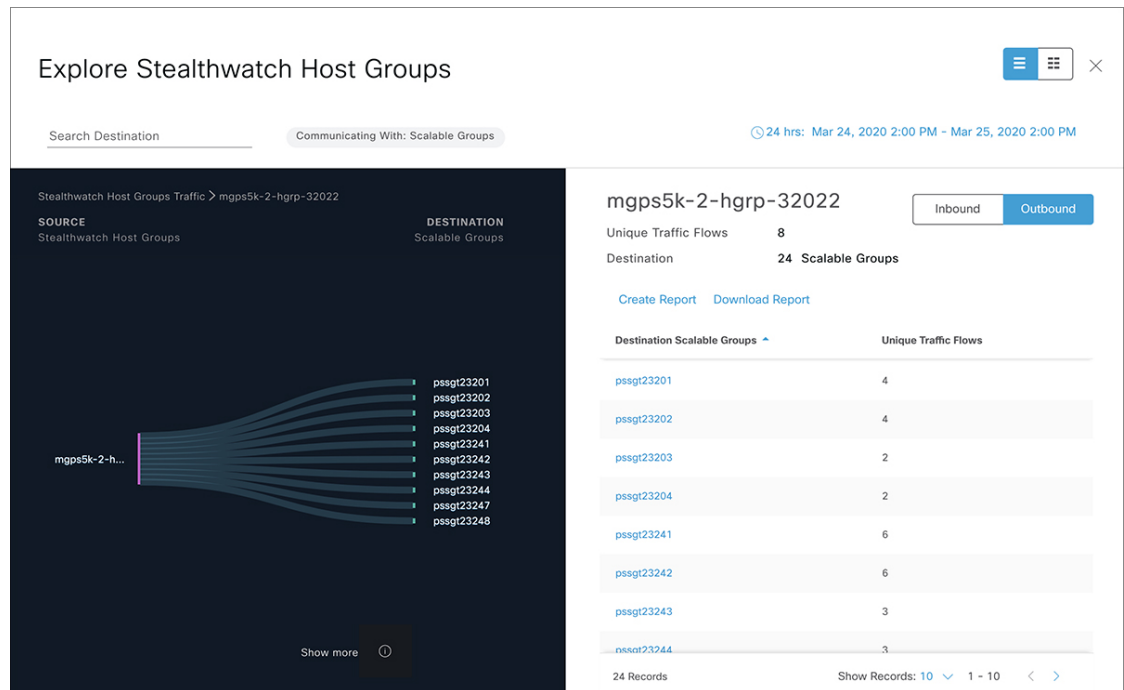 Explore Stealthwatch Host Groups
Search Destination
Communicating With: Scalable Groups
24 hrs: Mar 24, 2020 2:00 PM - Mar 25, 2020 2:00 PM
Stealthwatch Host Groups Traffic > mgps5k-2-hgrp-32022
SOURCE DESTINATION
Stealthwatch Host Groups Scalable Groups
mgps5k-2-h...
pssgt23201
pssgt23202
pssgt23203
pssgt23204
pssgt23241
pssgt23242
pssgt23243
pssgt23244
pssgt23247
pssgt23248
Show more
mgps5k-2-hgrp-32022
Inbound Outbound
Unique Traffic Flows 8
Destination 24 Scalable Groups
Create Report Download Report
Destination Scalable Groups Unique Traffic Flows
pssgt23201 4
pssgt23202 4
pssgt23203 2
pssgt23204 2
pssgt23241 6
pssgt23242 6
pssgt23243 3
pssgt23244 3
24 Records Show Records: 10 1 - 10